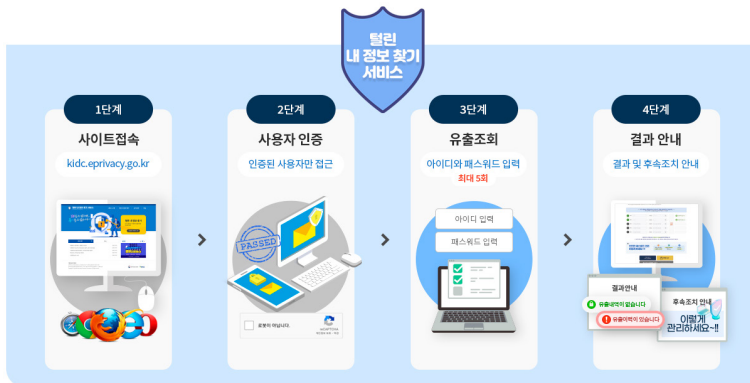 털린
내 정보 찾기
서비스
1단계
사이트접속
kidc.eprivacy.go.kr
2단계
사용자 인증
인증된 사용자만 접근
PASSED
로봇이 아닙니다.
reCAPTCHA
3단계
유출조회
아이디와 패스워드 입력
최대 5회
아이디 입력
패스워드 입력
4단계
결과 안내
결과 및 후속조치 안내
결과안내
유출내역이 없습니다
유출이력이 있습니다
후속조치 안내
이렇게
관리하세요~!!